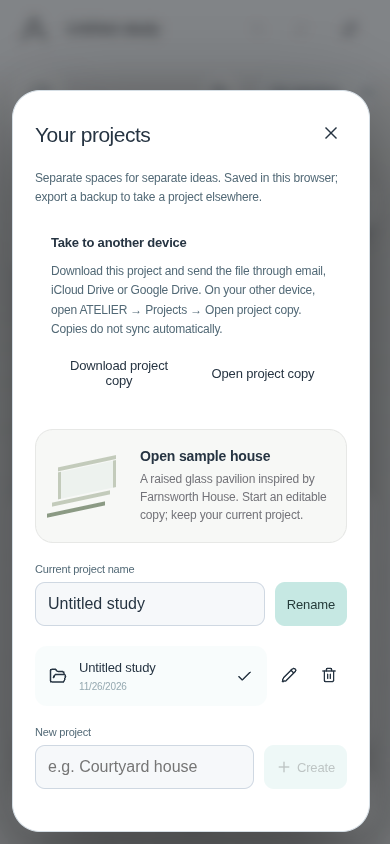 Your projects
Separate spaces for separate ideas. Saved in this browser;
export a backup to take a project elsewhere.
Take to another device
Download this project and send the file through email,
iCloud Drive or Google Drive. On your other device,
open ATELIER → Projects → Open project copy.
Copies do not sync automatically.
Download project
copy
Open project copy
Open sample house
A raised glass pavilion inspired by
Farnsworth House. Start an editable
copy; keep your current project.
Current project name
Untitled study
Rename
Untitled study
11/26/2026
New project
e.g. Courtyard house
Create